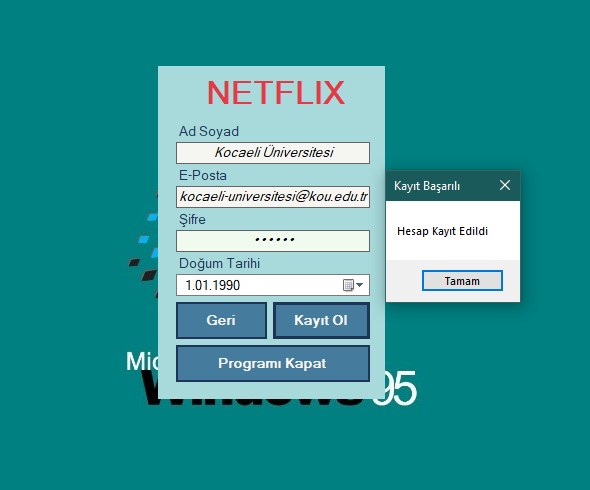 NETFLIX
Ad Soyad
Kocaeli Üniversitesi
E-Posta
kocaeli-universitesi@kou.edu.tr
Şifre
••••••
Doğum Tarihi
1.01.1990
Geri
Kayıt Ol
Programı Kapat
Kayıt Başarılı
Hesap Kayıt Edildi
Tamam
Mic
Windows 95